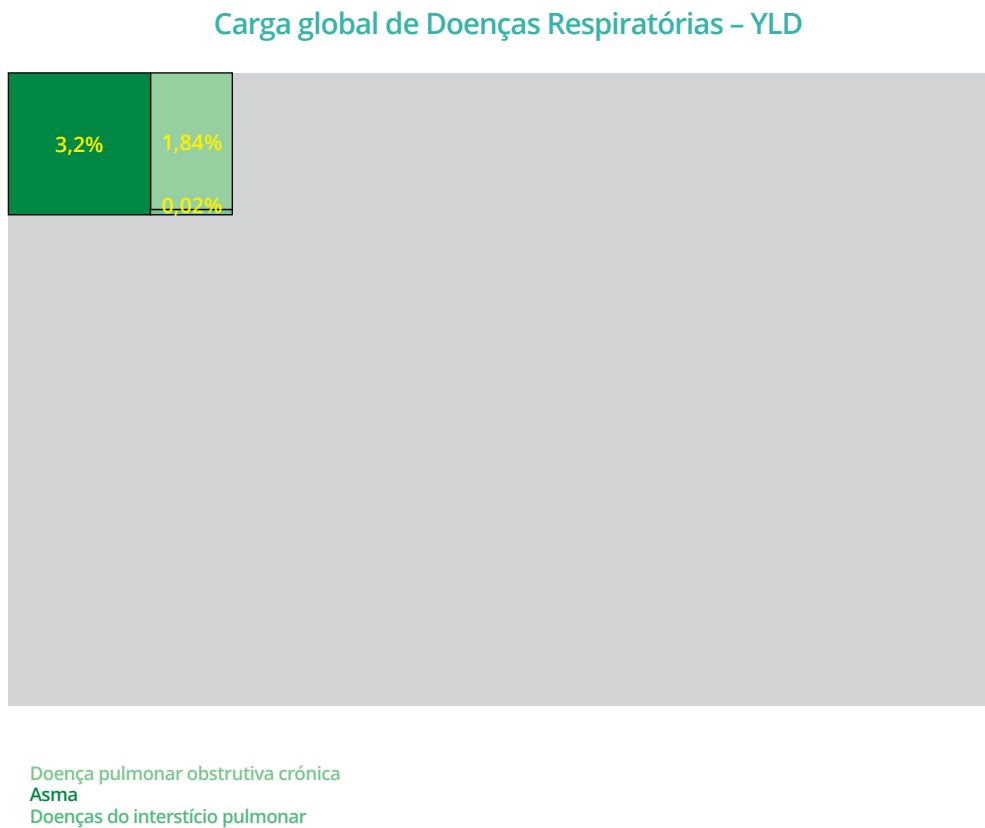 Carga global de Doenças Respiratórias – YLD
3,2%
1,84%
0,02%
Doença pulmonar obstrutiva crónica
Asma
Doenças do interstício pulmonar